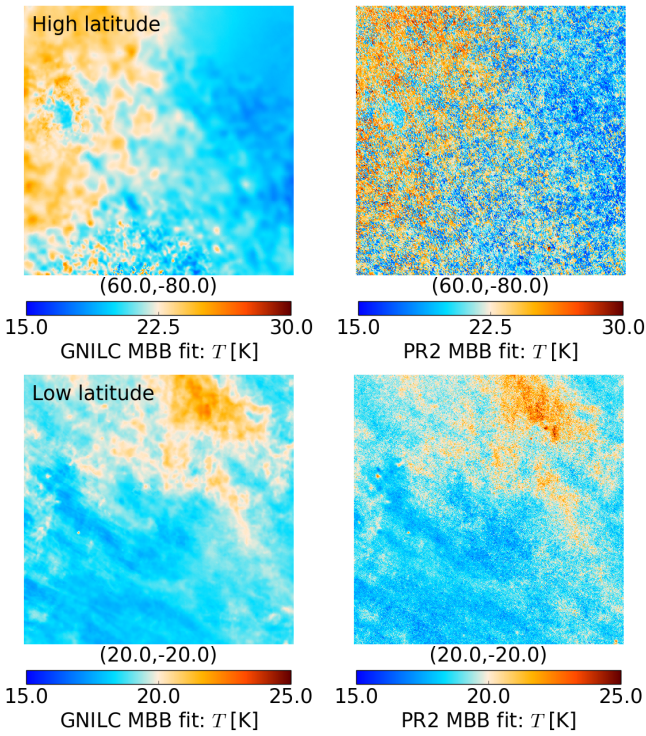 High latitude
(60.0,-80.0) (60.0,-80.0)
15.0 22.5 30.0 15.0 22.5 30.0
GNILC MBB fit: T [K] PR2 MBB fit: T [K]
Low latitude
(20.0,-20.0) (20.0,-20.0)
15.0 20.0 25.0 15.0 20.0 25.0
GNILC MBB fit: T [K] PR2 MBB fit: T [K]